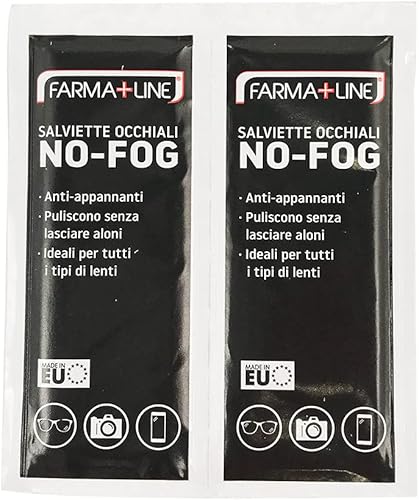 FARMA+LINE®
SALVIETTE OCCHIALI
NO-FOG
· Anti-appannanti
· Puliscono senza
lasciare aloni
· Ideali per tutti
i tipi di lenti
MADE IN
EU
FARMA+LINE®
SALVIETTE OCCHIALI
NO-FOG
· Anti-appannanti
· Puliscono senza
lasciare aloni
· Ideali per tutti
i tipi di lenti
MADE IN
EU